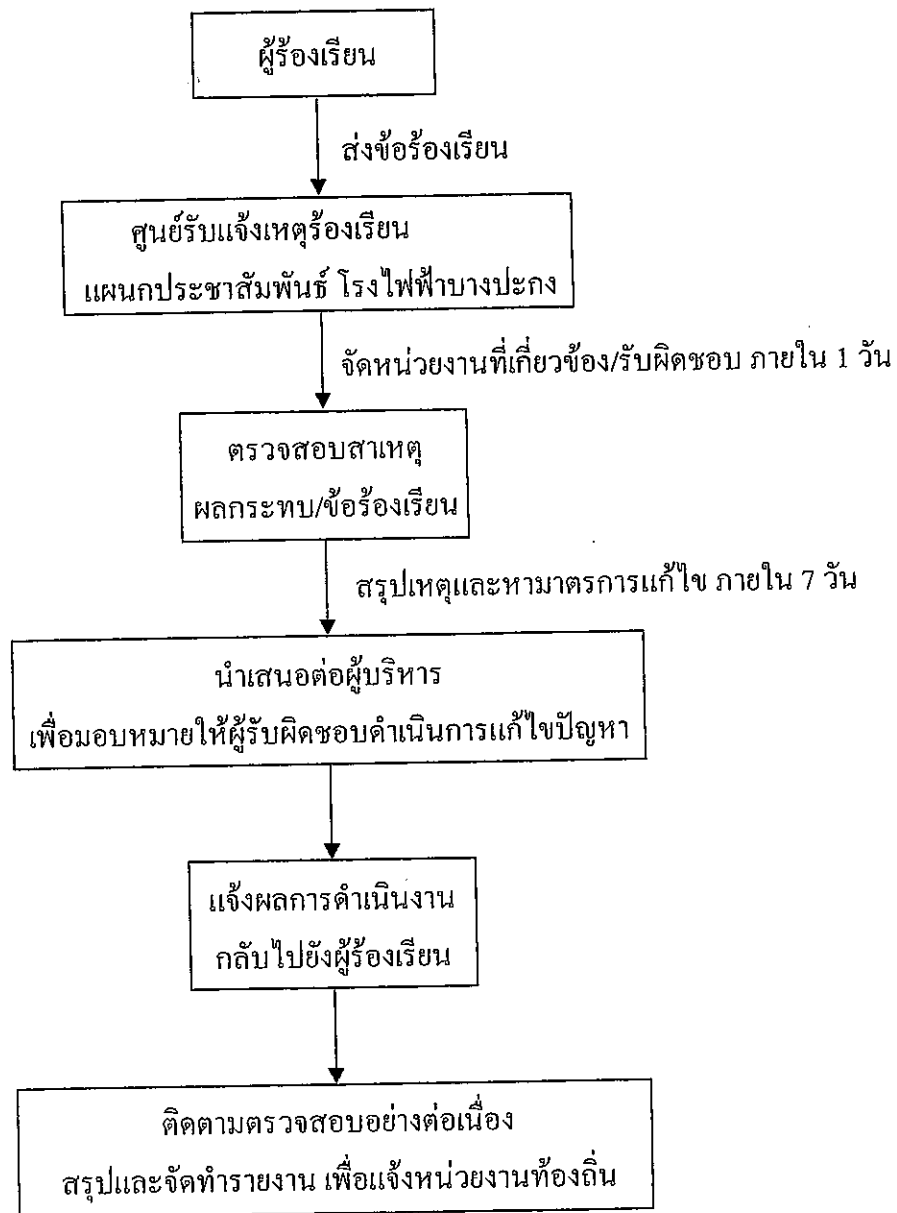 ผู้ร้องเรียน
ส่งข้อร้องเรียน
ศูนย์รับแจ้งเหตุร้องเรียน
แผนกประชาสัมพันธ์ โรงไฟฟ้าบางปะกง
จัดหน่วยงานที่เกี่ยวข้อง/รับผิดชอบ ภายใน 1 วัน
ตรวจสอบสาเหตุ
ผลกระทบ/ข้อร้องเรียน
สรุปเหตุและหามาตรการแก้ไข ภายใน 7 วัน
นำเสนอต่อผู้บริหาร
เพื่อมอบหมายให้ผู้รับผิดชอบดำเนินการแก้ไขปัญหา
แจ้งผลการดำเนินงาน
กลับไปยังผู้ร้องเรียน
ติดตามตรวจสอบอย่างต่อเนื่อง
สรุปและจัดทำรายงาน เพื่อแจ้งหน่วยงานท้องถิ่น